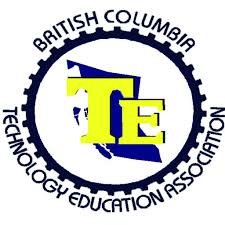 BRITISH COLUMBIA
TE
TECHNOLOGY EDUCATION ASSOCIATION